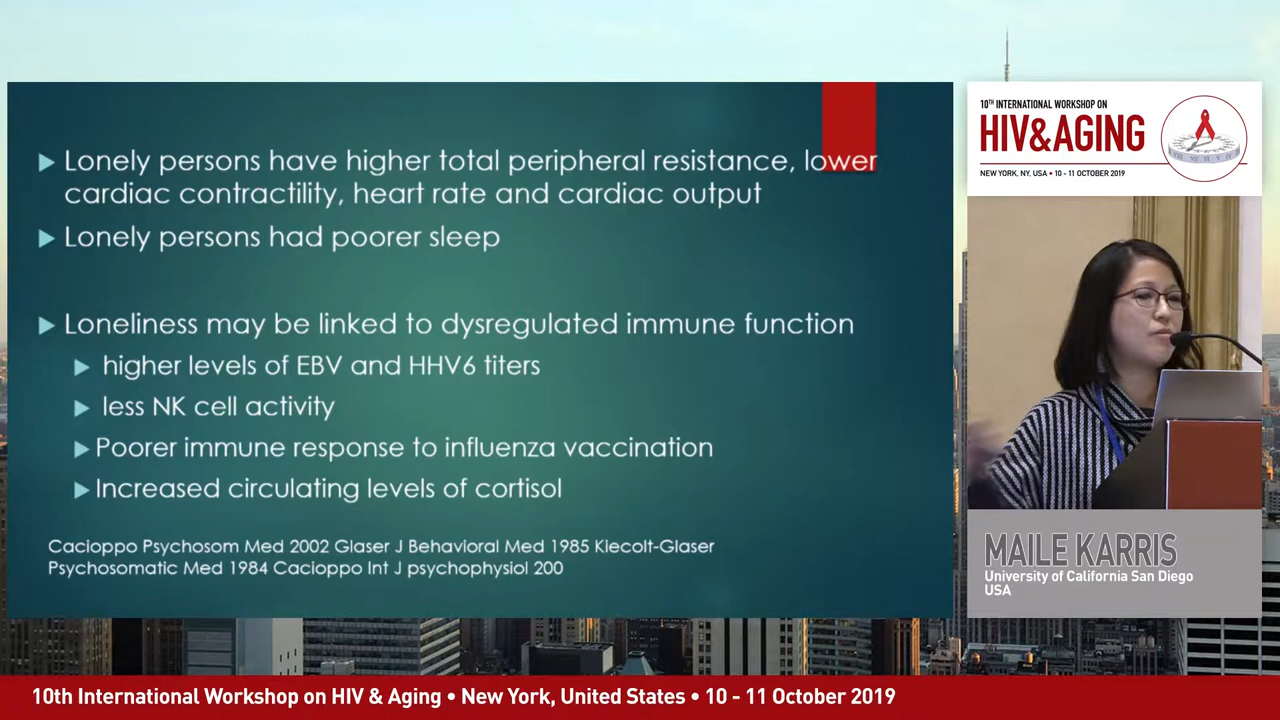 ▶ Lonely persons have higher total peripheral resistance, lower
cardiac contractility, heart rate and cardiac output
▶ Lonely persons had poorer sleep
▶ Loneliness may be linked to dysregulated immune function
▶ higher levels of EBV and HHV6 titers
▶ less NK cell activity
▶ Poorer immune response to influenza vaccination
▶ Increased circulating levels of cortisol
Cacioppo Psychosom Med 2002 Glaser J Behavioral Med 1985 Kiecolt-Glaser
Psychosomatic Med 1984 Cacioppo Int J psychophysiol 200
10TH INTERNATIONAL WORKSHOP ON
HIV&AGING
NEW YORK, NY, USA • 10 - 11 OCTOBER 2019
MAILE KARRIS
University of California San Diego
USA
10th International Workshop on HIV & Aging • New York, United States • 10 - 11 October 2019